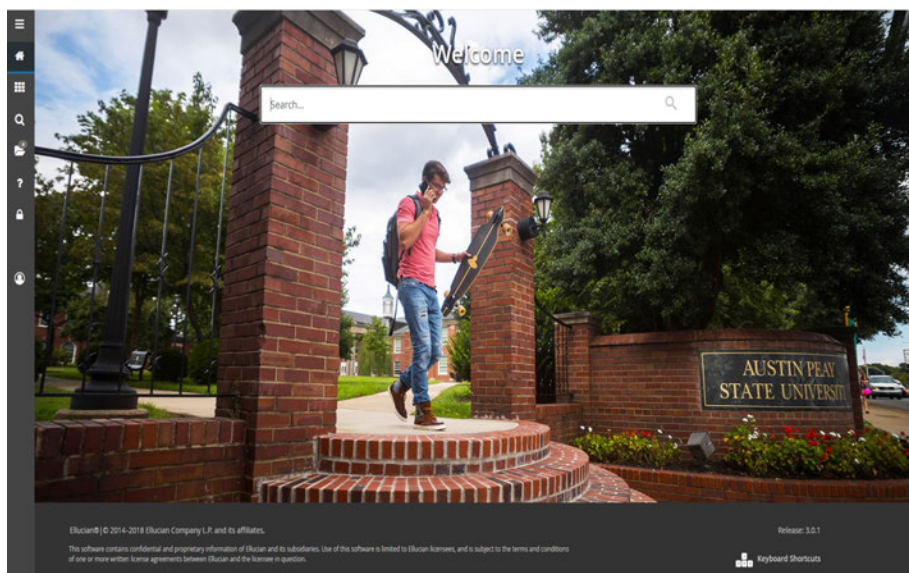 Welcome
Search...
?
AUSTIN PEAY
STATE UNIVERSITY
Ellucian® | © 2014-2018 Ellucian Company L.P. and its affiliates.
Release: 3.0.1
This software contains confidential and proprietary information of Ellucian and its subsidiaries. Use of this software is limited to Ellucian licensees, and is subject to the terms and conditions
of one or more written license agreements between Ellucian and the licensee in question.
Keyboard Shortcuts